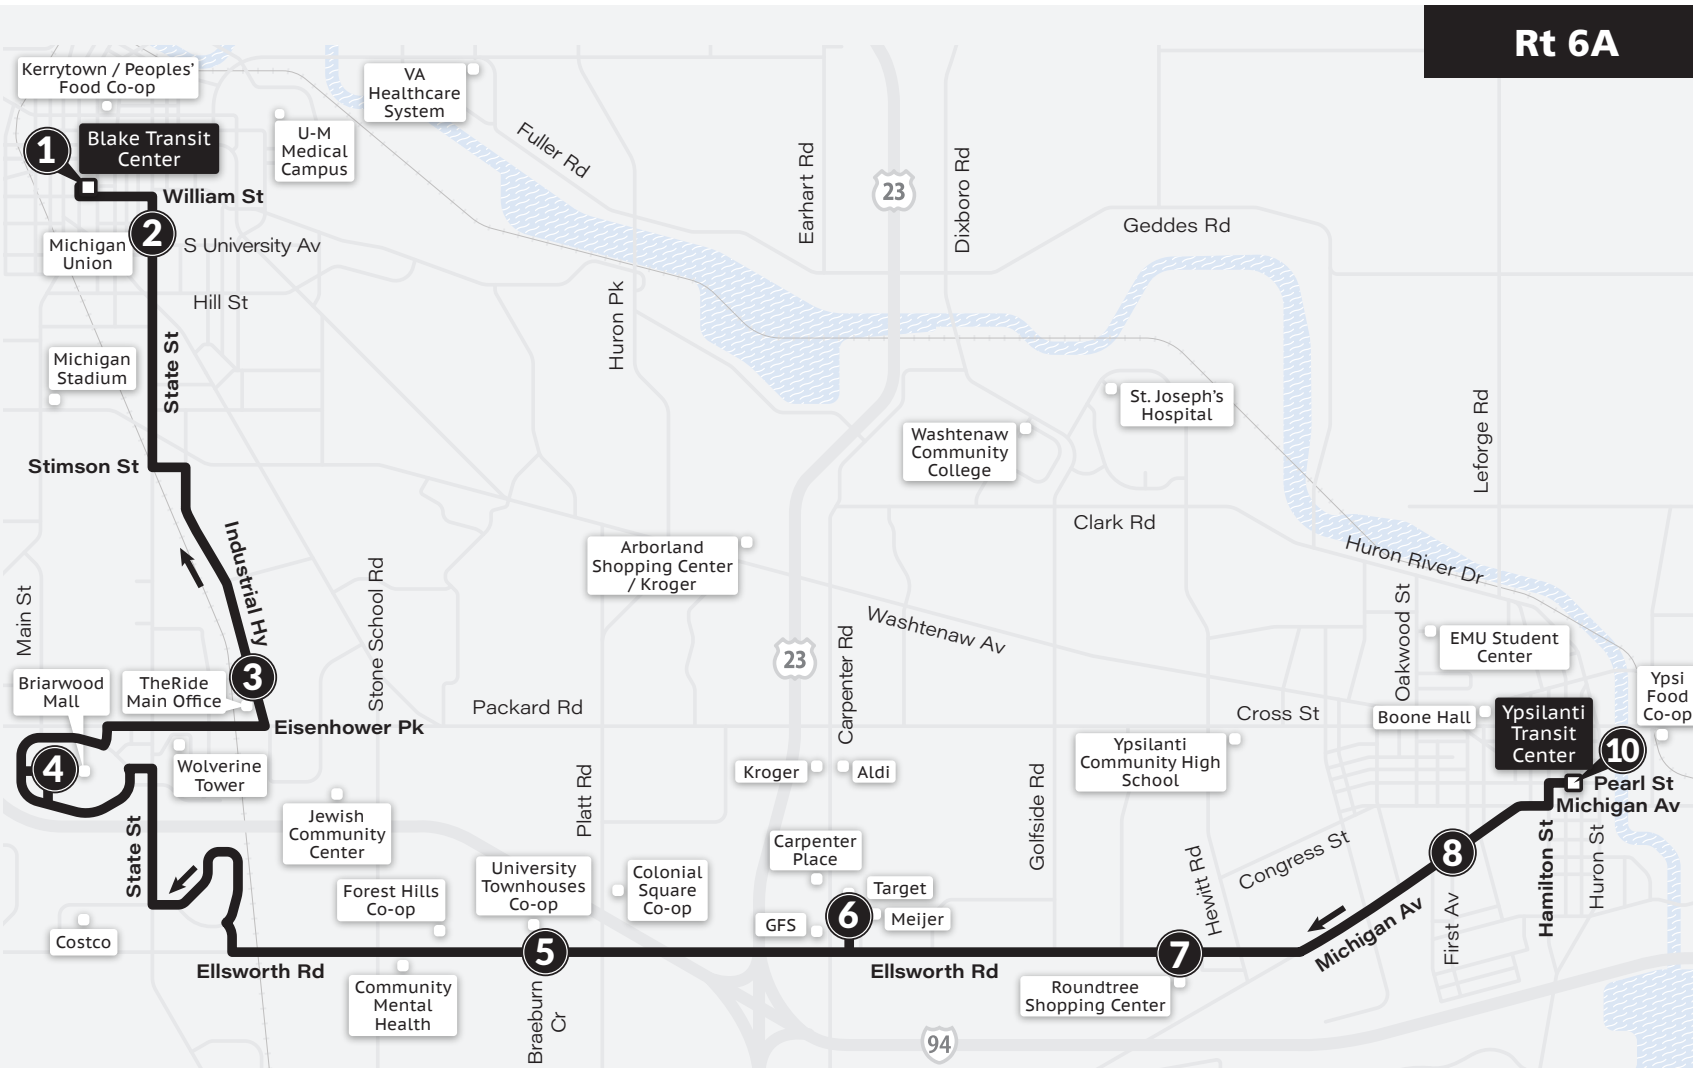 Rt 6A
Kerrytown / Peoples'
Food Co-op
VA
Healthcare
System
U-M
Medical
Campus
1
Blake Transit
Center
William St
2
Michigan
Union
S University Av
Hill St
State St
Michigan
Stadium
Stimson St
Fuller Rd
Earhart Rd
23
Dixboro Rd
Geddes Rd
Huron Pk
St. Joseph's
Hospital
Washtenaw
Community
College
Leforge Rd
Clark Rd
Arborland
Shopping Center
/ Kroger
Huron River Dr
Industrial Hy
Main St
Stone School Rd
Washtenaw Av
23
Carpenter Rd
Oakwood St
EMU Student
Center
3
Briarwood
Mall
TheRide
Main Office
Eisenhower Pk
Packard Rd
Cross St
Boone Hall
Ypsilanti
Transit
Center
10
Ypsi
Food
Co-op
Pearl St
Michigan Av
4
Wolverine
Tower
Kroger
Aldi
Ypsilanti
Community High
School
Platt Rd
Golfside Rd
Jewish
Community
Center
State St
Carpenter
Place
University
Townhouses
Co-op
Colonial
Square
Co-op
Forest Hills
Co-op
Target
6
Meijer
GFS
Hewitt Rd
Congress St
8
Hamilton St
Huron St
First Av
Michigan Av
Costco
5
7
Ellsworth Rd
Ellsworth Rd
Community
Mental
Health
Braeburn
Cr
Roundtree
Shopping Center
94